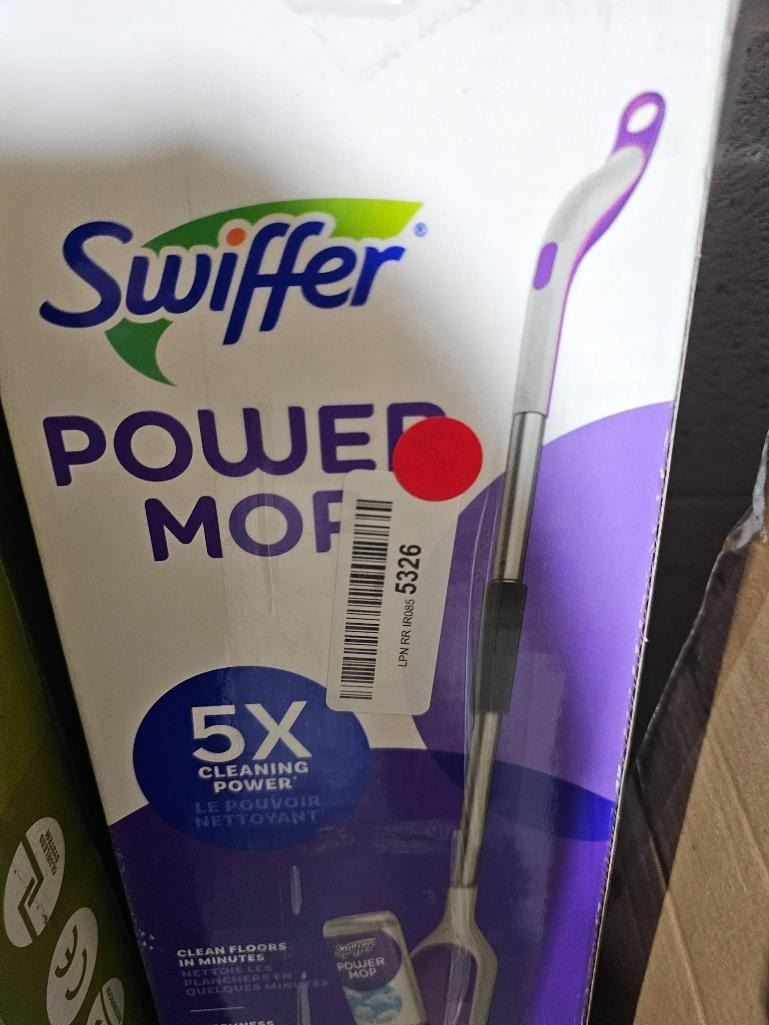 Swiffer®
POWER
MOP
LPN RR IR085 5326
5X
CLEANING
POWER*
LE POUVOIR
NETTOYANT*
CLEAN FLOORS
IN MINUTES
NETTOIE LES
PLANCHERS EN
QUELQUES MINUTES
Swiffer
POWER
MOP